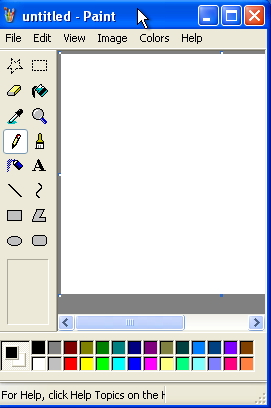 untitled - Paint
File Edit View Image Colors Help
A
For Help, click Help Topics on the H